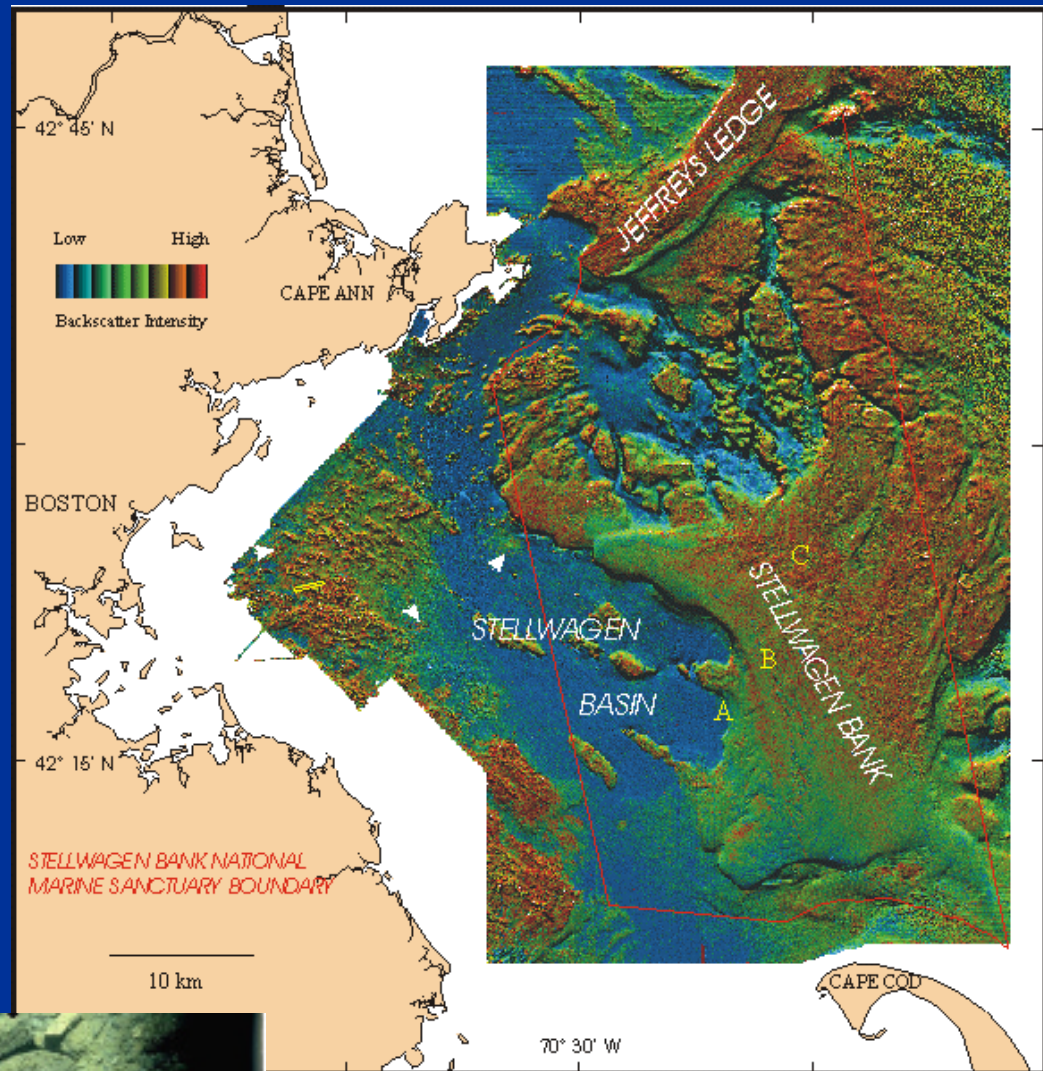 42° 45' N
JEFFREYS LEDGE
Low High
CAPE ANN
Backscatter Intensity
BOSTON
C
STELLWAGEN BANK
STELLWAGEN
B
BASIN
A
42° 15' N
STELLWAGEN BANK NATIONAL
MARINE SANCTUARY BOUNDARY
10 km
CAPE COD
70° 30' W